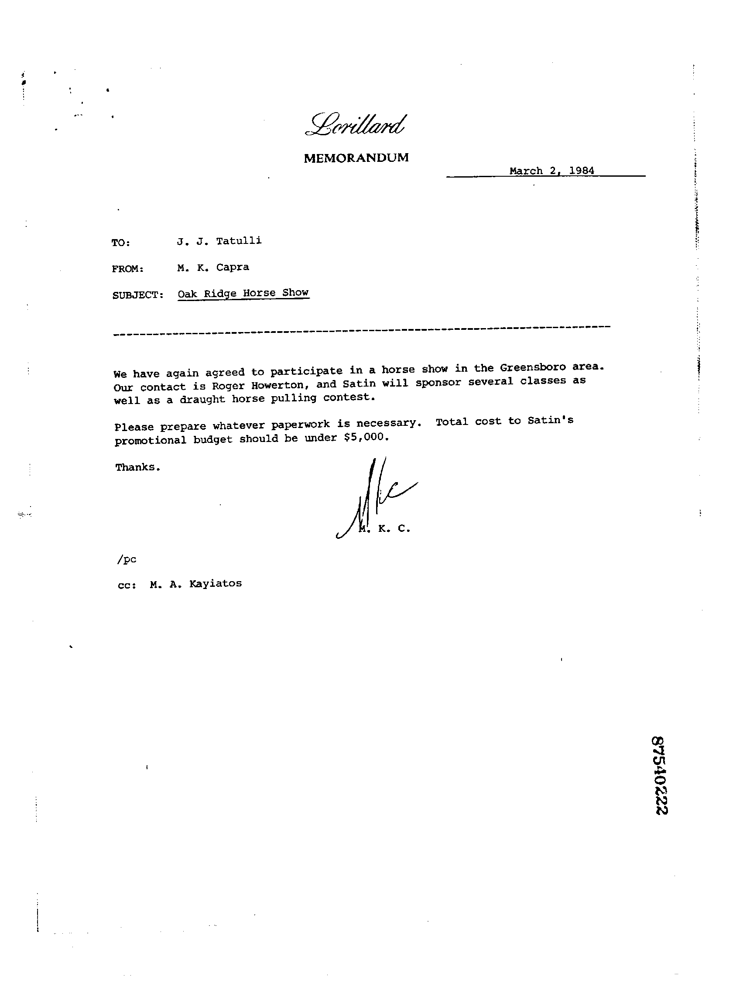 Lorillard
MEMORANDUM
March 2, 1984
TO: J. J. Tatulli
FROM: M. K. Capra
SUBJECT: Oak Ridge Horse Show
We have again agreed to participate in a horse show in the Greensboro area.
Our contact is Roger Howerton, and Satin will sponsor several classes as
well as a draught horse pulling contest.
Please prepare whatever paperwork is necessary. Total cost to Satin's
promotional budget should be under $5,000.
Thanks.
M. K. C.
/pc
cc: M. A. Kayiatos
87540222